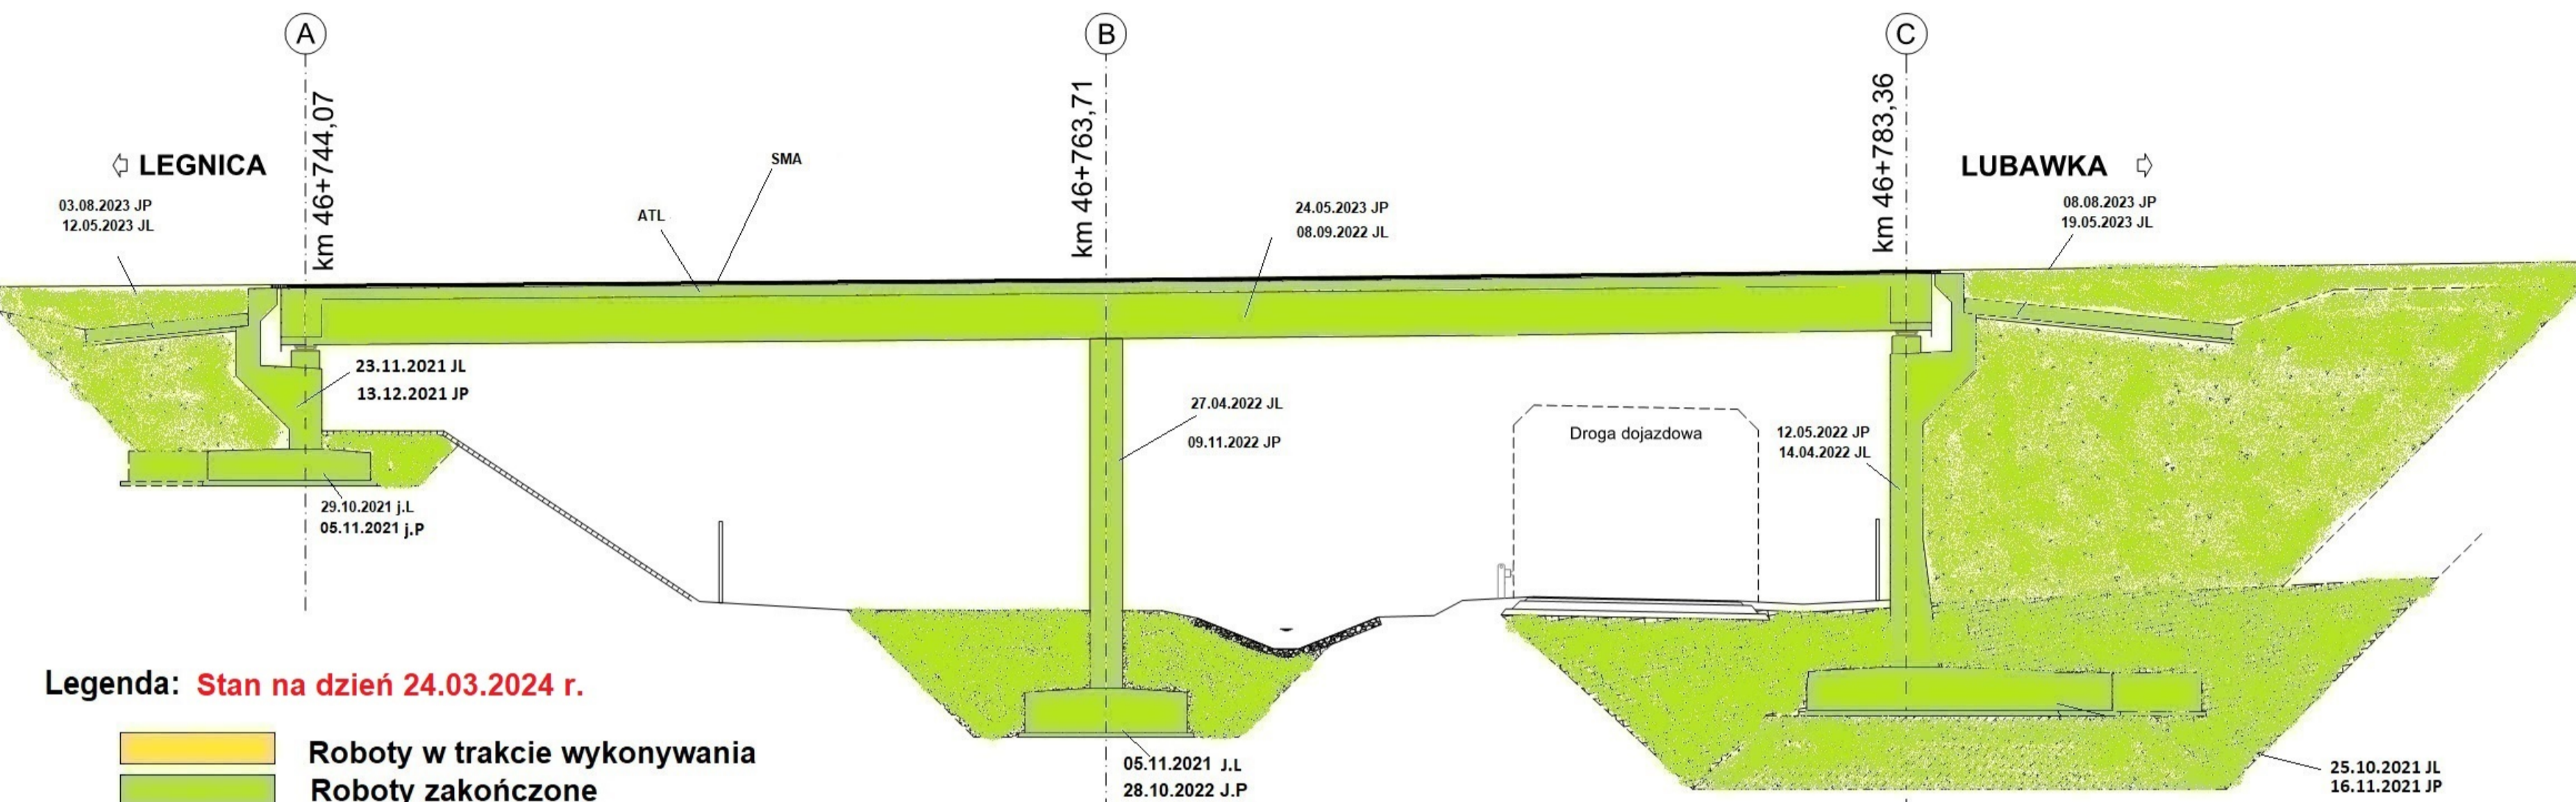 A
B
C
km 46+744,07
km 46+763,71
km 46+783,36
LEGNICA
LUBAWKA
SMA
ATL
03.08.2023 JP
12.05.2023 JL
24.05.2023 JP
08.09.2022 JL
08.08.2023 JP
19.05.2023 JL
23.11.2021 JL
13.12.2021 JP
27.04.2022 JL
09.11.2022 JP
Droga dojazdowa
12.05.2022 JP
14.04.2022 JL
29.10.2021 j.L
05.11.2021 j.P
Legenda: Stan na dzień 24.03.2024 r.
Roboty w trakcie wykonywania
Roboty zakończone
05.11.2021 J.L
28.10.2022 J.P
25.10.2021 JL
16.11.2021 JP